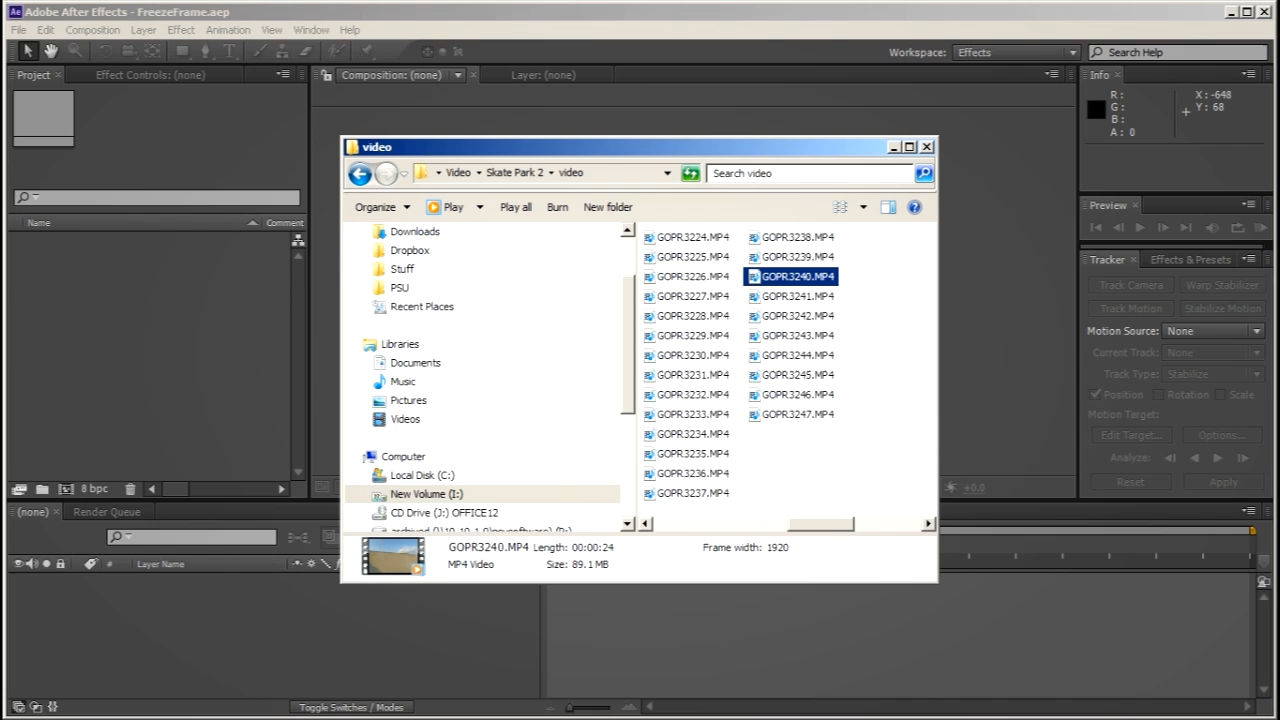 Adobe After Effects - FreezeFrame.aep
File Edit Composition Layer Effect Animation View Window Help
Workspace: Effects Search Help
Project Effect Controls: (none) Composition: (none) Layer: (none) Info
R :
G :
B :
A : 0
X : -648
Y : 68
Name Comment
8 bpc
video
Video Skate Park 2 video Search video
Organize Play Play all Burn New folder
Downloads
Dropbox
Stuff
PSU
Recent Places
Libraries
Documents
Music
Pictures
Videos
Computer
Local Disk (C:)
New Volume (I:)
CD Drive (J:) OFFICE12
GOPR3224.MP4
GOPR3225.MP4
GOPR3226.MP4
GOPR3227.MP4
GOPR3228.MP4
GOPR3229.MP4
GOPR3230.MP4
GOPR3231.MP4
GOPR3232.MP4
GOPR3233.MP4
GOPR3234.MP4
GOPR3235.MP4
GOPR3236.MP4
GOPR3237.MP4
GOPR3238.MP4
GOPR3239.MP4
GOPR3240.MP4
GOPR3241.MP4
GOPR3242.MP4
GOPR3243.MP4
GOPR3244.MP4
GOPR3245.MP4
GOPR3246.MP4
GOPR3247.MP4
GOPR3240.MP4 Length: 00:00:24 Frame width: 1920
MP4 Video Size: 89.1 MB
Preview
Tracker Effects & Presets
Track Camera Warp Stabilizer
Track Motion Stabilize Motion
Motion Source: None
Current Track: None
Track Type: Stabilize
Position Rotation Scale
Motion Target:
Edit Target... Options...
Analyze:
Reset Apply
+0.0
(none) Render Queue
# Layer Name
Toggle Switches / Modes